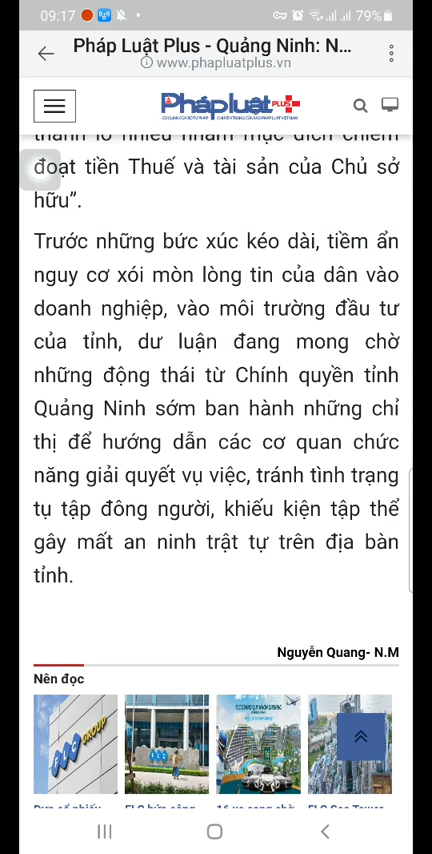 09:17
79%
Pháp Luật Plus - Quảng Ninh: N...
www.phapluatplus.vn
Phápluật PLUS
đoạt tiền Thuế và tài sản của Chủ sở
hữu”.
Trước những bức xúc kéo dài, tiềm ẩn
nguy cơ xói mòn lòng tin của dân vào
doanh nghiệp, vào môi trường đầu tư
của tỉnh, dư luận đang mong chờ
những động thái từ Chính quyền tỉnh
Quảng Ninh sớm ban hành những chỉ
thị để hướng dẫn các cơ quan chức
năng giải quyết vụ việc, tránh tình trạng
tụ tập đông người, khiếu kiện tập thể
gây mất an ninh trật tự trên địa bàn
tỉnh.
Nguyễn Quang- N.M
Nên đọc
FLC GROUP